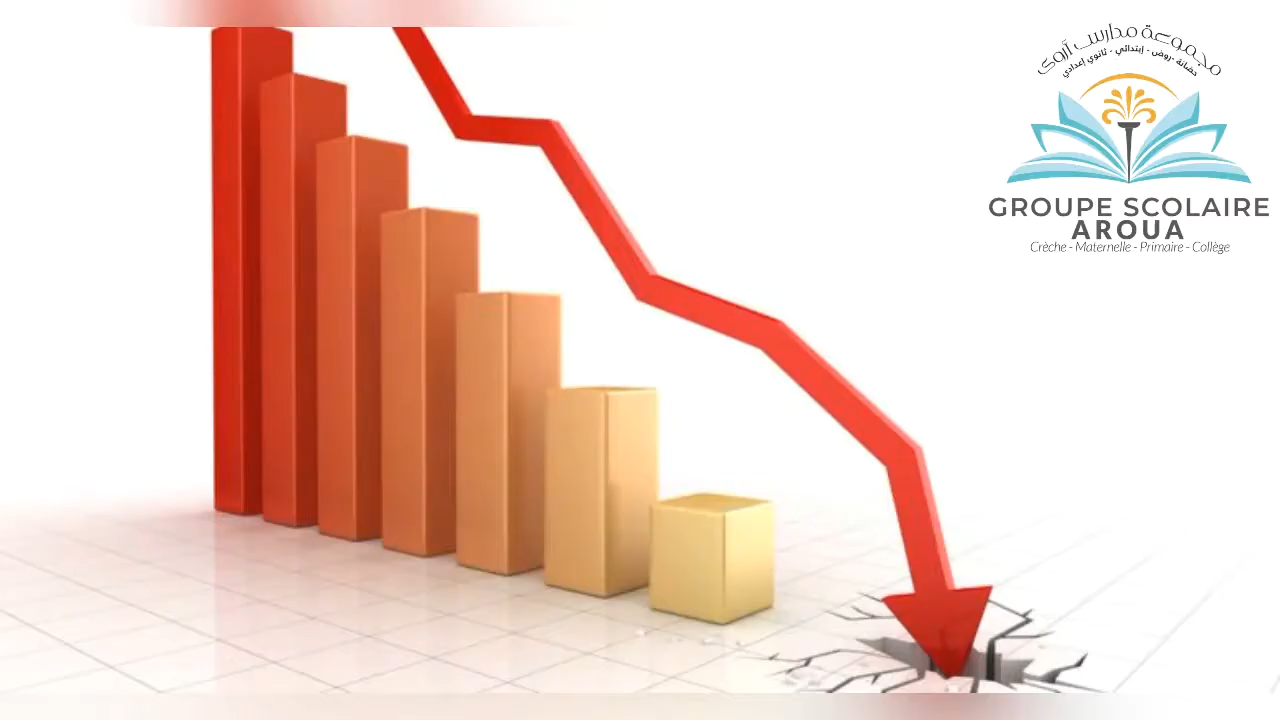 مجموعة مدارس أروى
حضانة - روض - إبتدائي - ثانوي إعدادي
GROUPE SCOLAIRE
AROUA
Crèche - Maternelle - Primaire - Collège